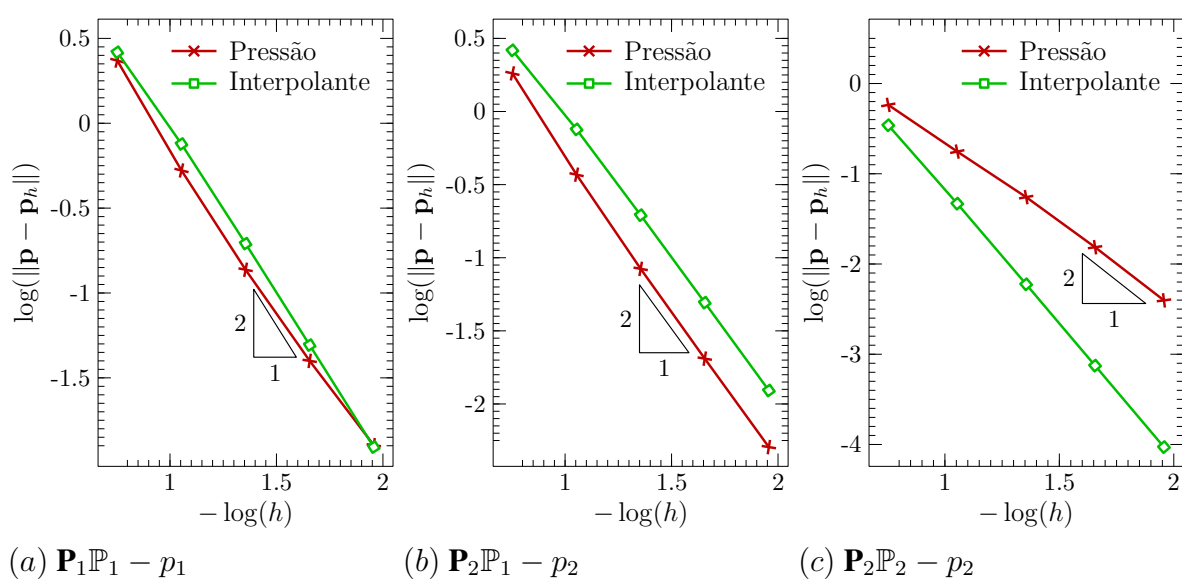 0.5
0
-0.5
-1
-1.5
log(‖𝐩 − 𝐩ₕ‖)
Pressão
Interpolante
2
1
1
1.5
2
− log(h)
(a) 𝐏₁ℙ₁ − p₁
0.5
0
-0.5
-1
-1.5
-2
log(‖𝐩 − 𝐩ₕ‖)
Pressão
Interpolante
2
1
1
1.5
2
− log(h)
(b) 𝐏₂ℙ₁ − p₂
0
-1
-2
-3
-4
log(‖𝐩 − 𝐩ₕ‖)
Pressão
Interpolante
2
1
1
1.5
2
− log(h)
(c) 𝐏₂ℙ₂ − p₂